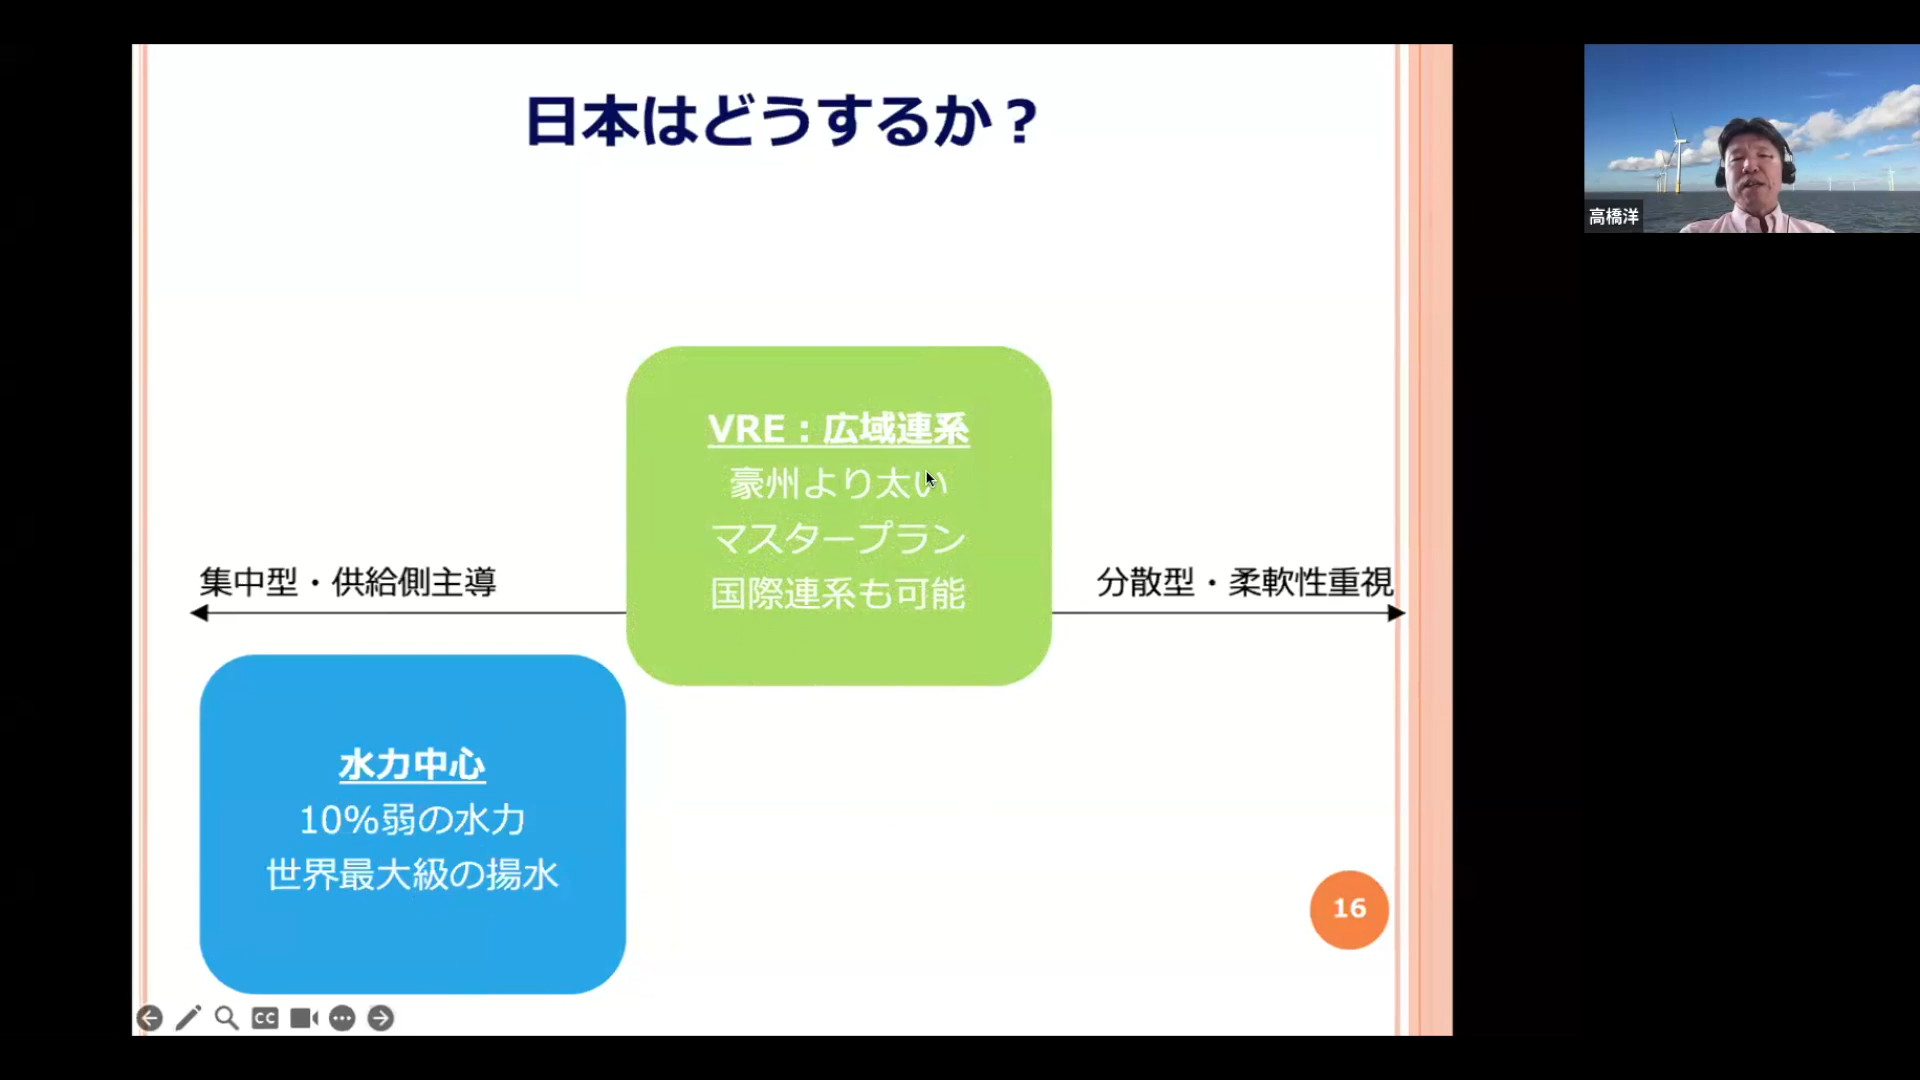 日本はどうするか？
高橋洋
VRE：広域連系
豪州より太い
マスタープラン
国際連系も可能
集中型・供給側主導
分散型・柔軟性重視
水力中心
10%弱の水力
世界最大級の揚水
16
CC